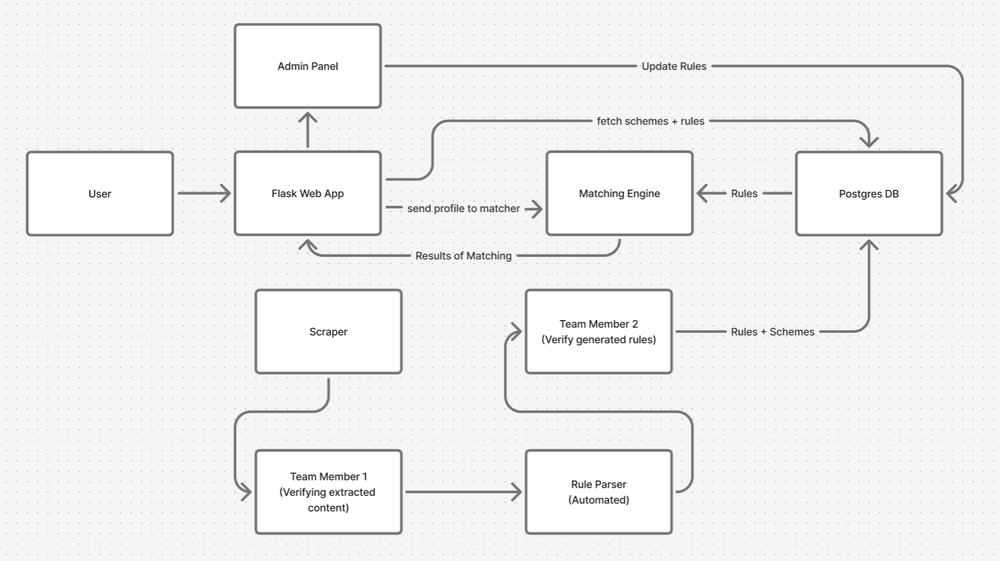 Admin Panel
Update Rules
fetch schemes + rules
User
Flask Web App
Matching Engine
Rules
Postgres DB
send profile to matcher
Results of Matching
Scraper
Team Member 2
(Verify generated rules)
Rules + Schemes
Team Member 1
(Verifying extracted
content)
Rule Parser
(Automated)